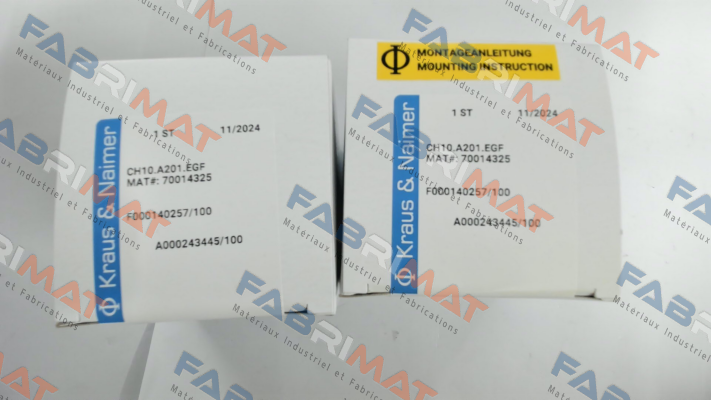 Kraus & Naimer
1 ST 11/2024
CH10.A201.EGF
MAT#: 70014325
F000140257/100
A000243445/100
MONTAGEANLEITUNG
MOUNTING INSTRUCTION
Kraus & Naimer
1 ST 11/2024
CH10.A201.EGF
MAT#: 70014325
F000140257/100
A000243445/100
FABRIMAT
Materiaux Industriel et Fabrications